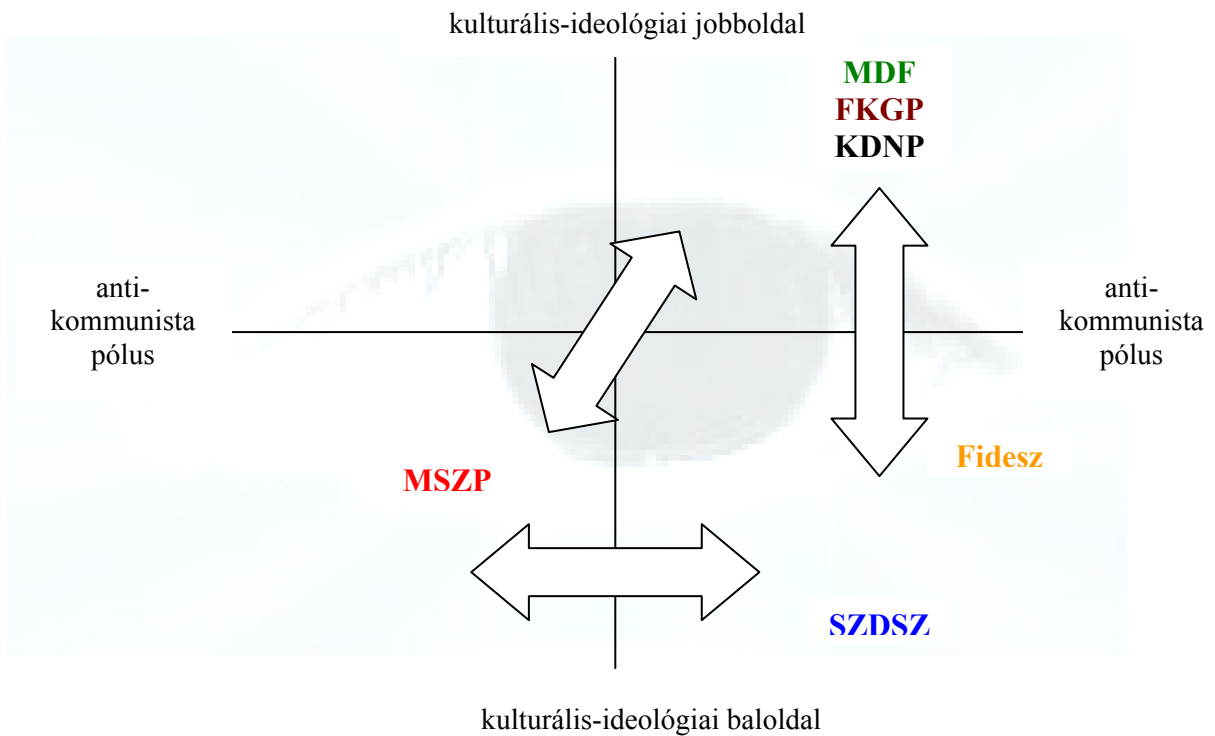 kulturális-ideológiai jobboldal
MDF
FKGP
KDNP
anti-
kommunista
pólus
anti-
kommunista
pólus
Fidesz
MSZP
SZDSZ
kulturális-ideológiai baloldal